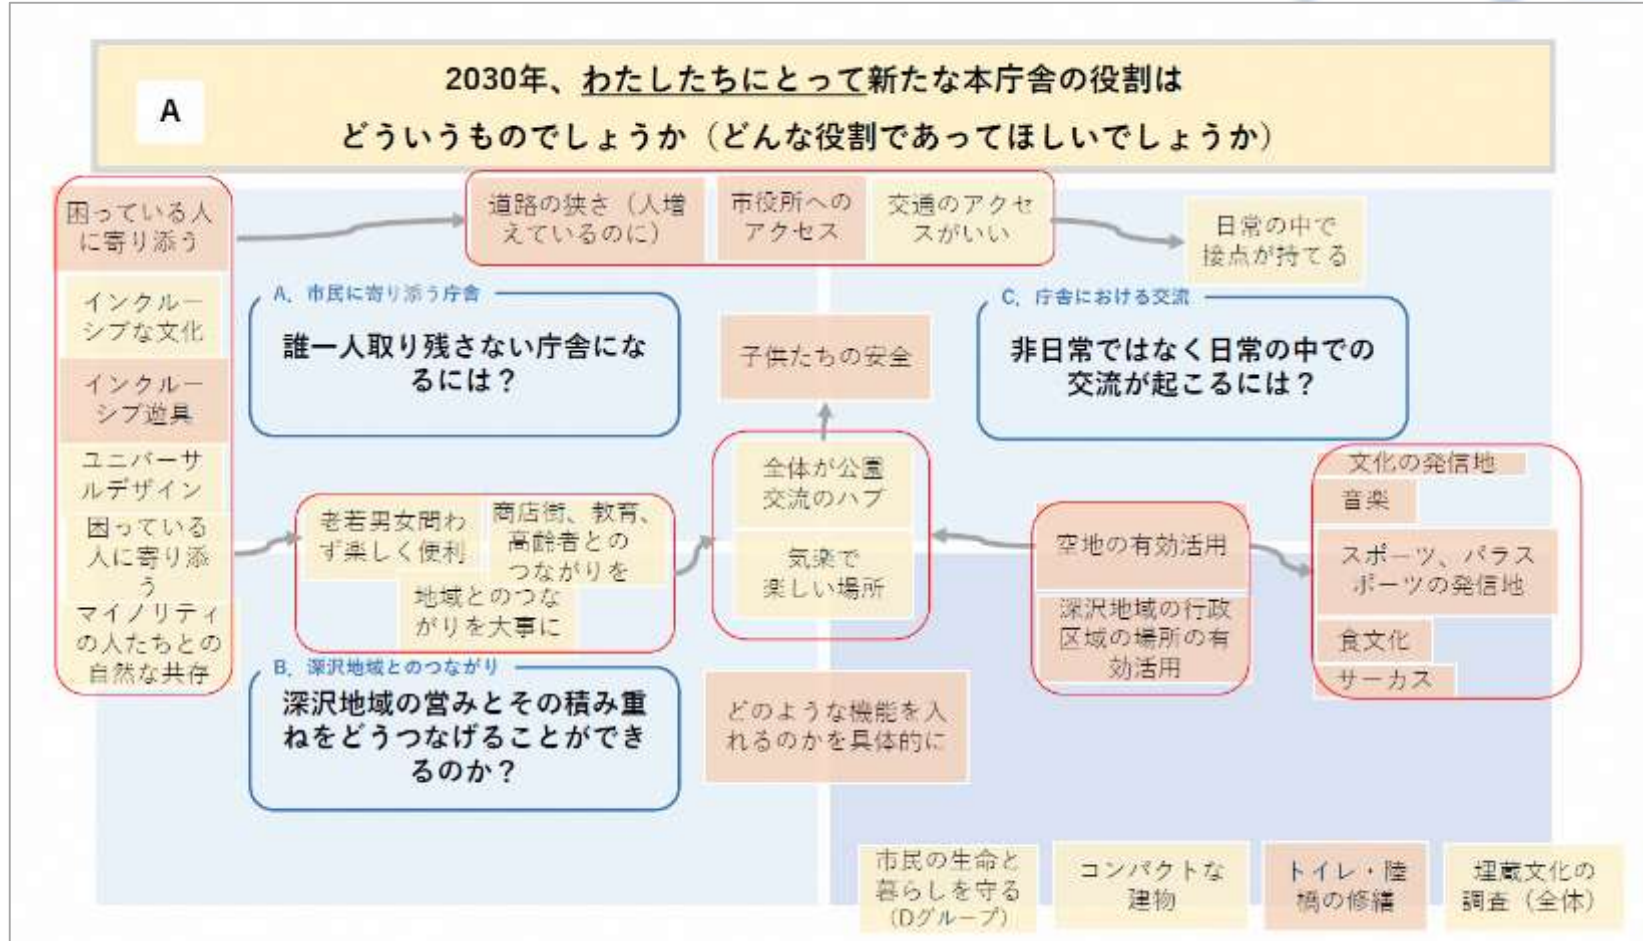 2030年、わたしたちにとって新たな本庁舎の役割は
どういうものでしょうか（どんな役割であってほしいでしょうか）
A
困っている人
に寄り添う
インクルー
シブな文化
インクルー
シブ遊具
ユニバーサ
ルデザイン
困っている
人に寄り添
う
マイノリティ
の人たちとの
自然な共存
道路の狭さ（人増
えているのに）
市役所への
アクセス
交通のアクセ
スがいい
日常の中で
接点が持てる
A．市民に寄り添う庁舎
誰一人取り残さない庁舎にな
るには？
子供たちの安全
C．庁舎における交流
非日常ではなく日常の中での
交流が起こるには？
老若男女問わ
ず楽しく便利
商店街、教育、
高齢者との
つながりを
地域とのつな
がりを大事に
全体が公園
交流のハブ
気楽で
楽しい場所
空地の有効活用
深沢地域の行政
区域の場所の有
効活用
文化の発信地
音楽
スポーツ、パラス
ポーツの発信地
食文化
サーカス
B．深沢地域とのつながり
深沢地域の営みとその積み重
ねをどうつなげることができ
るのか？
どのような機能を入
れるのかを具体的に
市民の生命と
暮らしを守る
（Dグループ）
コンパクトな
建物
トイレ・陸
橋の修繕
埋蔵文化の
調査（全体）